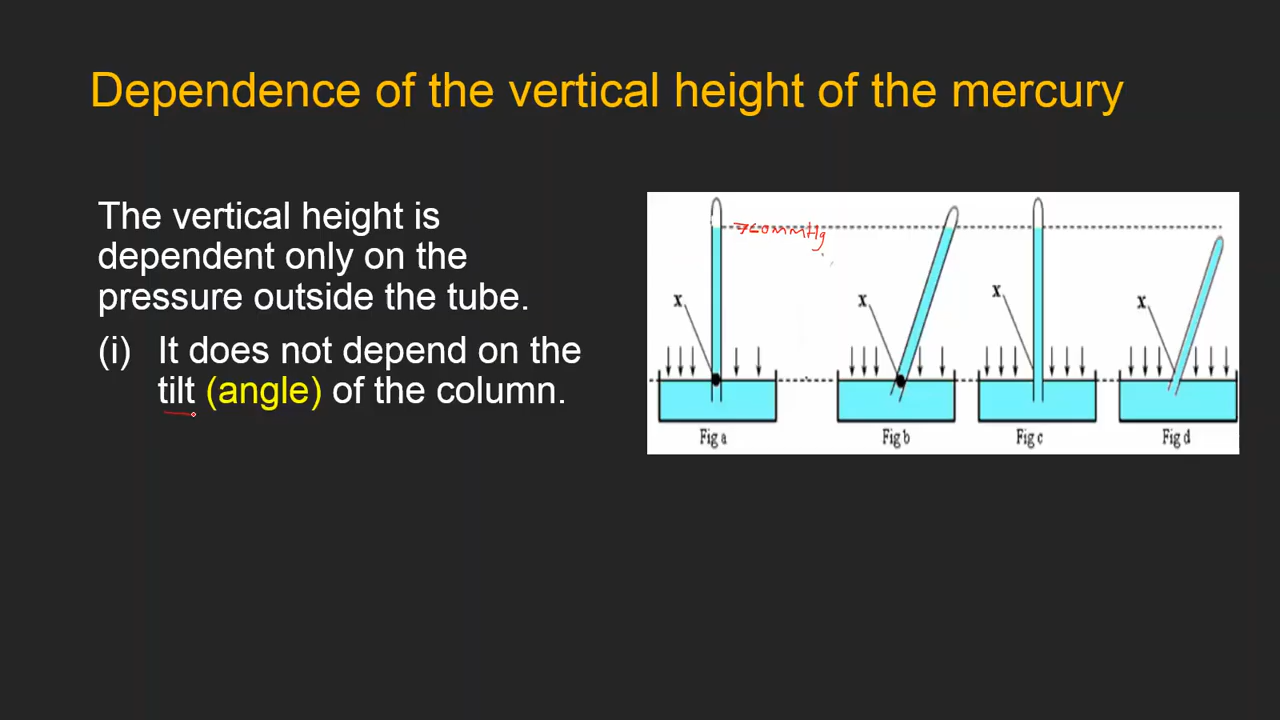 Dependence of the vertical height of the mercury
The vertical height is
dependent only on the
pressure outside the tube.
(i) It does not depend on the
tilt (angle) of the column.
760mmHg
x x x x
Fig a Fig b Fig c Fig d